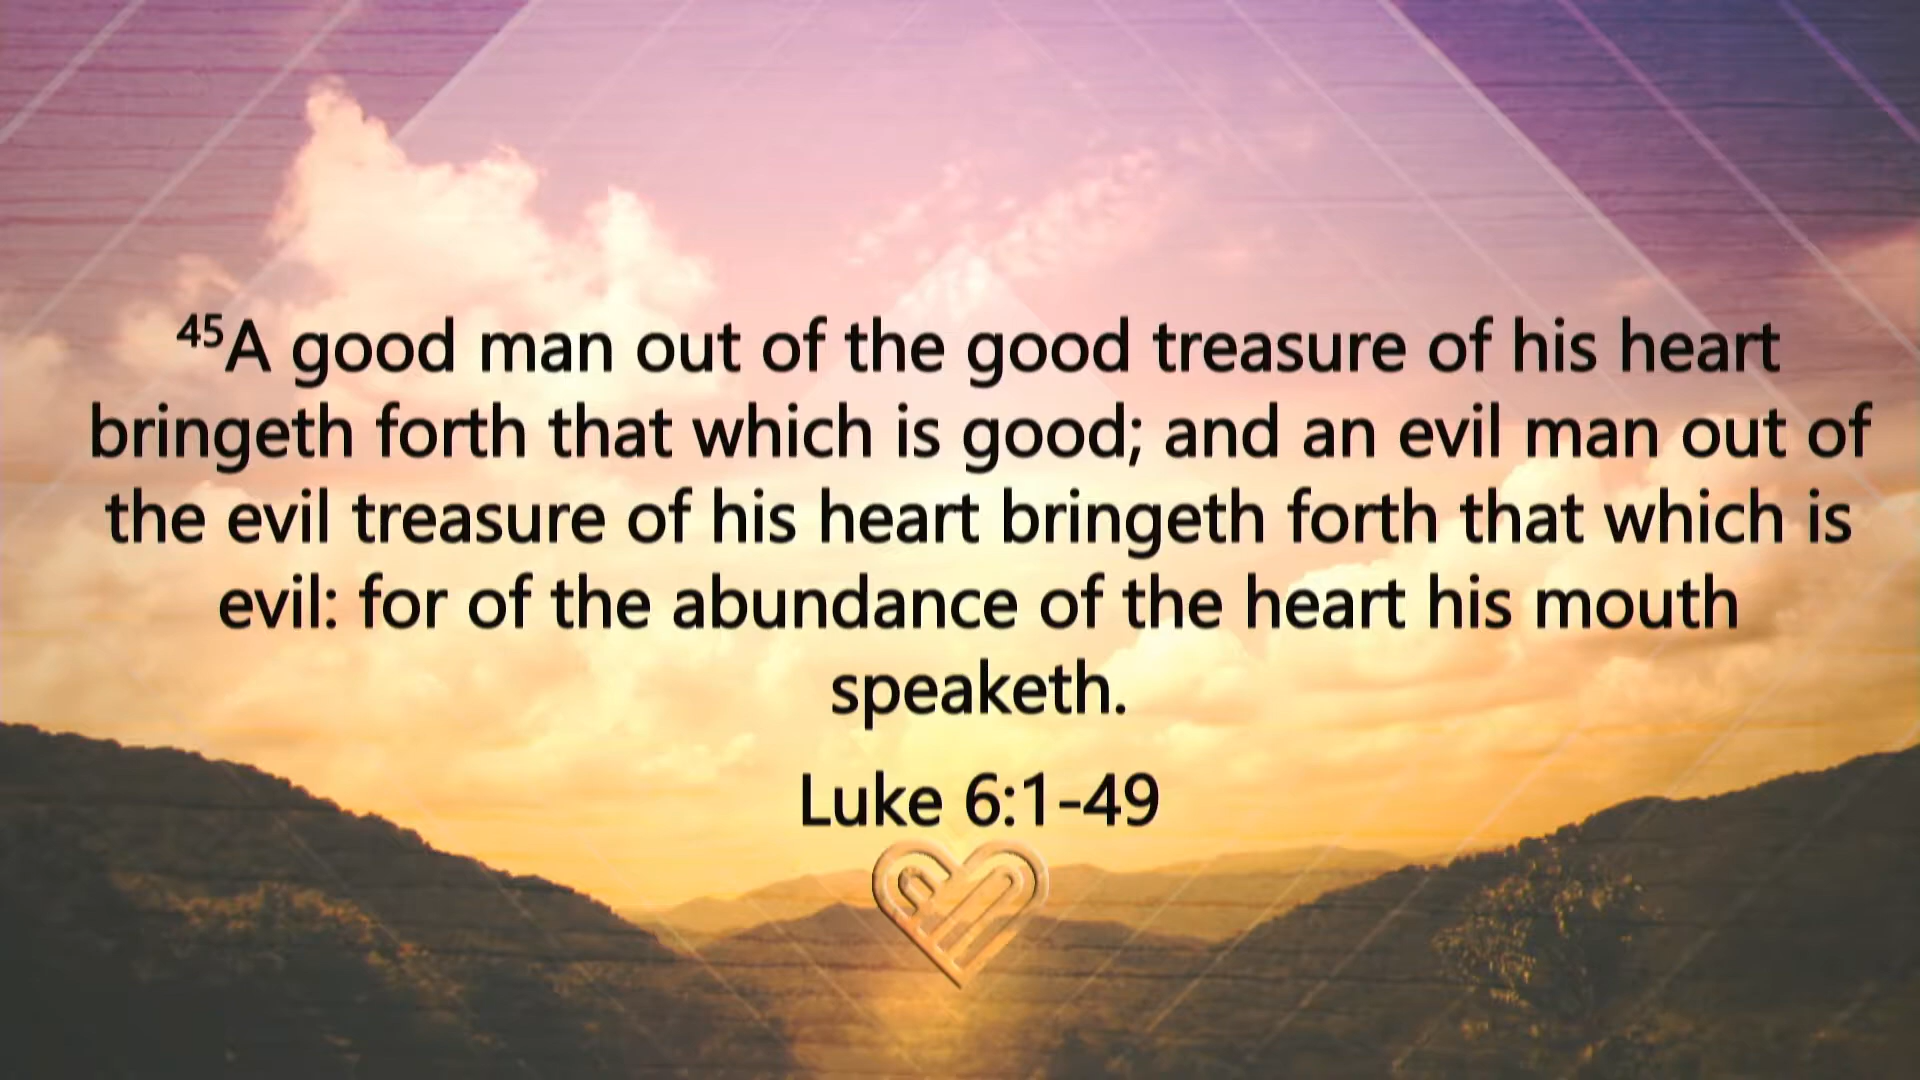 ⁴⁵A good man out of the good treasure of his heart
bringeth forth that which is good; and an evil man out of
the evil treasure of his heart bringeth forth that which is
evil: for of the abundance of the heart his mouth
speaketh.
Luke 6:1-49